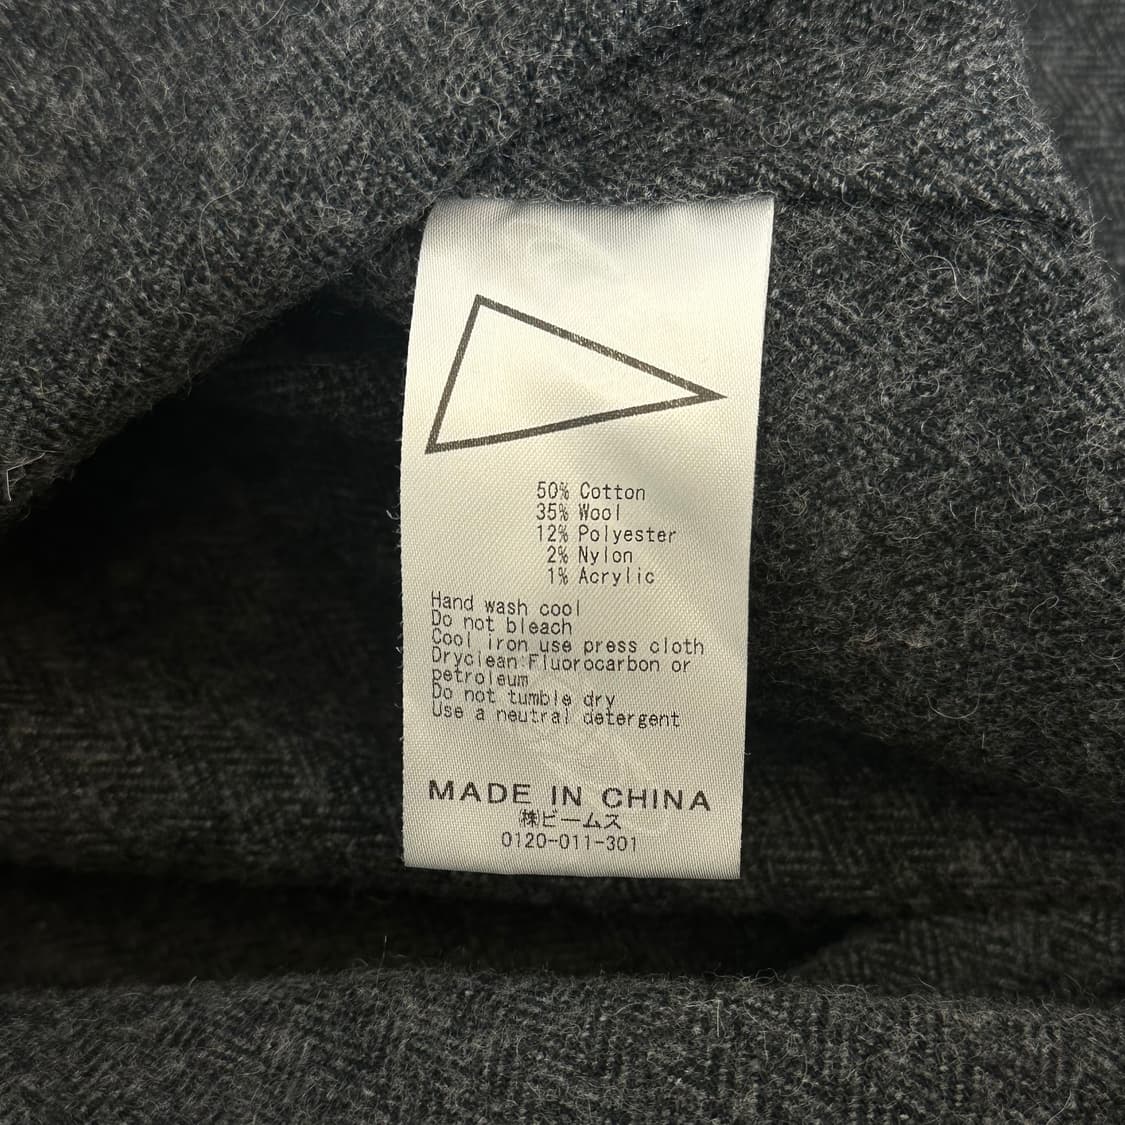 50% Cotton
35% Wool
12% Polyester
2% Nylon
1% Acrylic
Hand wash cool
Do not bleach
Cool iron use press cloth
Dryclean:Fluorocarbon or
petroleum
Do not tumble dry
Use a neutral detergent
MADE IN CHINA
㈱ビームス
0120-011-301